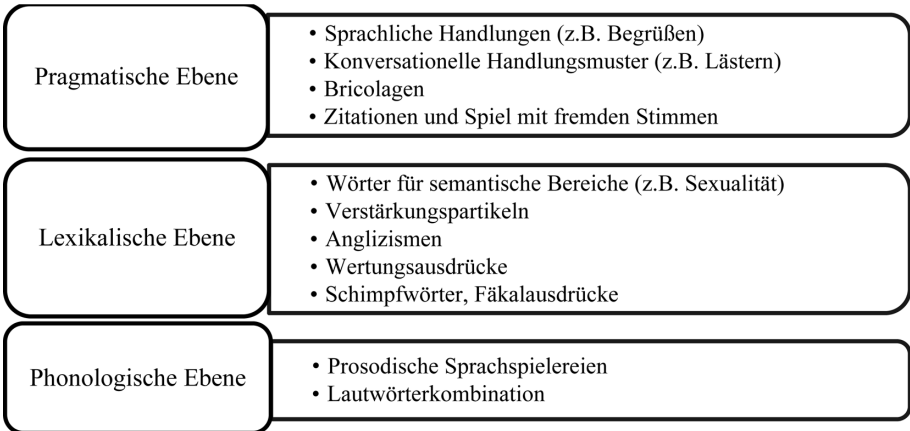 Pragmatische Ebene
• Sprachliche Handlungen (z.B. Begrüßen)
• Konversationelle Handlungsmuster (z.B. Lästern)
• Bricolagen
• Zitationen und Spiel mit fremden Stimmen
Lexikalische Ebene
• Wörter für semantische Bereiche (z.B. Sexualität)
• Verstärkungspartikeln
• Anglizismen
• Wertungsausdrücke
• Schimpfwörter, Fäkalausdrücke
Phonologische Ebene
• Prosodische Sprachspielereien
• Lautwörterkombination